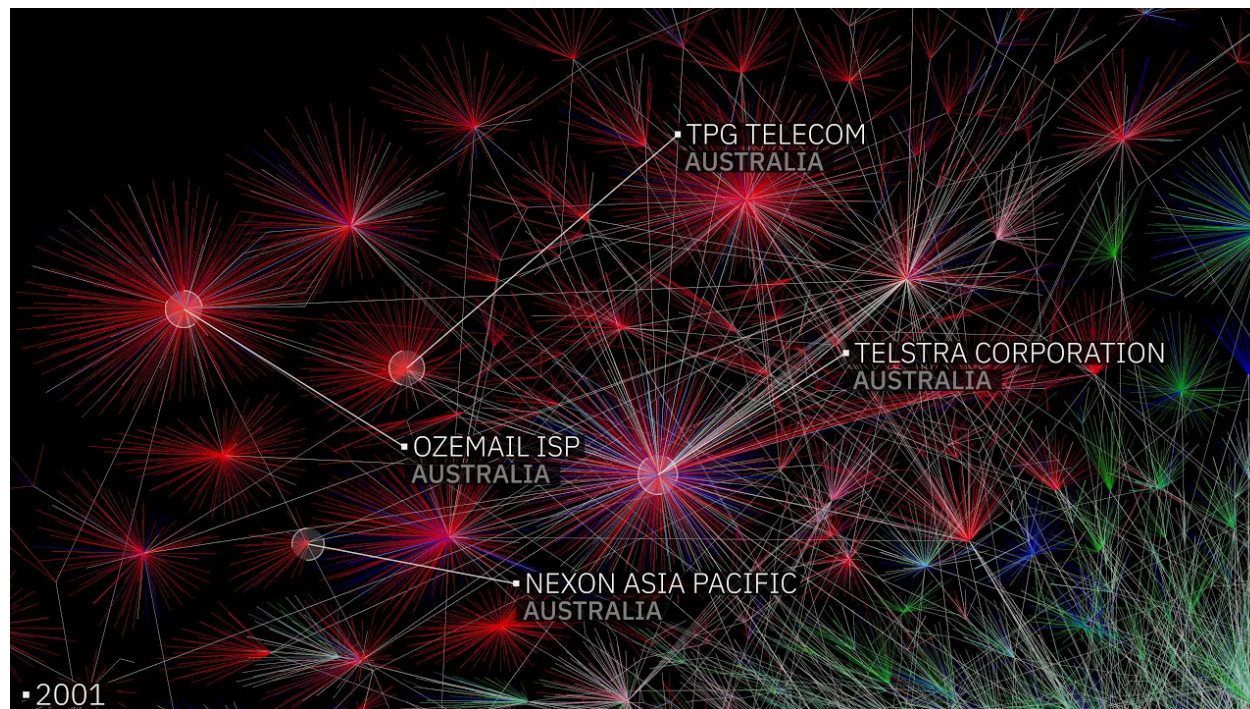 TPG TELECOM
AUSTRALIA
TELSTRA CORPORATION
AUSTRALIA
OZEMAIL ISP
AUSTRALIA
NEXON ASIA PACIFIC
AUSTRALIA
2001